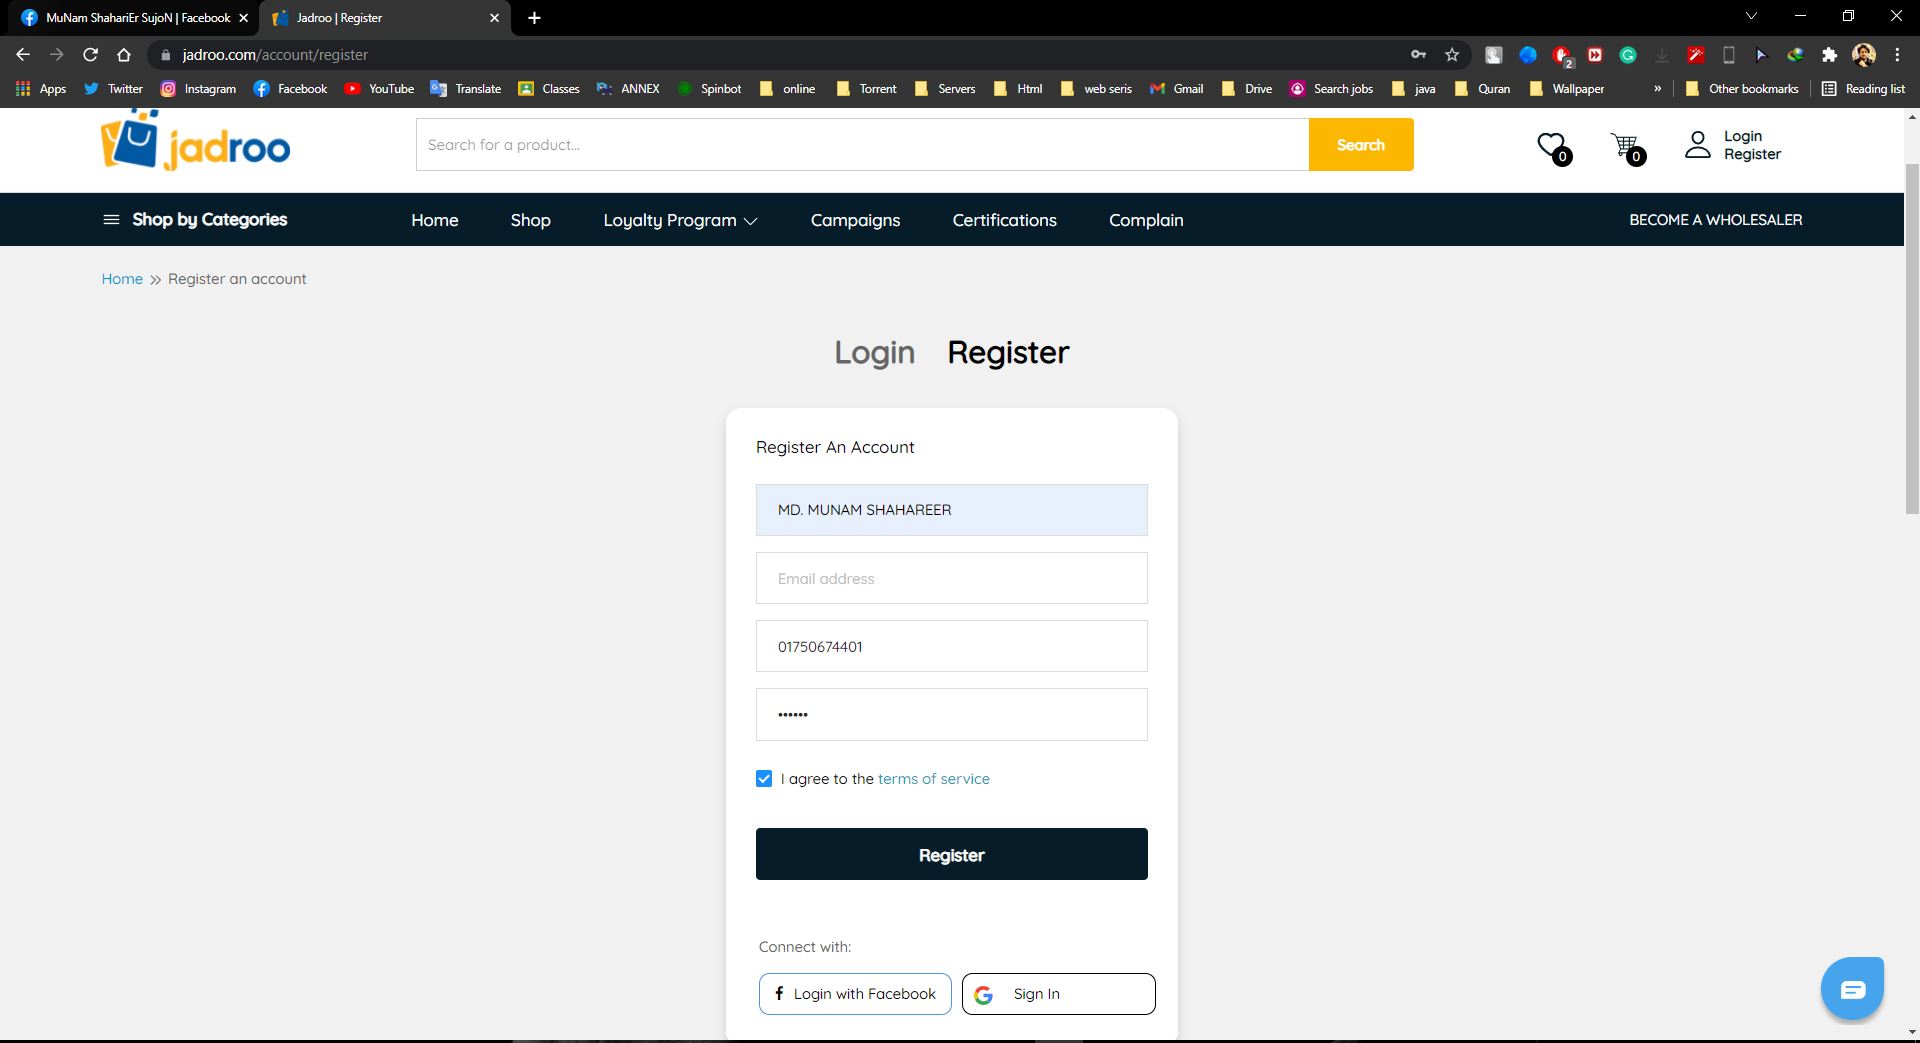 MuNam ShahariEr SujoN | Facebook
Jadroo | Register
jadroo.com/account/register
2
Apps Twitter Instagram Facebook YouTube Translate Classes ANNEX Spinbot online Torrent Servers Html web seris Gmail Drive Search jobs java Quran Wallpaper » Other bookmarks Reading list
jadroo
Search for a product...
Search
0
0
Login
Register
Shop by Categories
Home Shop Loyalty Program Campaigns Certifications Complain
BECOME A WHOLESALER
Home » Register an account
Login Register
Register An Account
MD. MUNAM SHAHAREER
Email address
01750674401
••••••
I agree to the terms of service
Register
Connect with:
Login with Facebook
Sign In